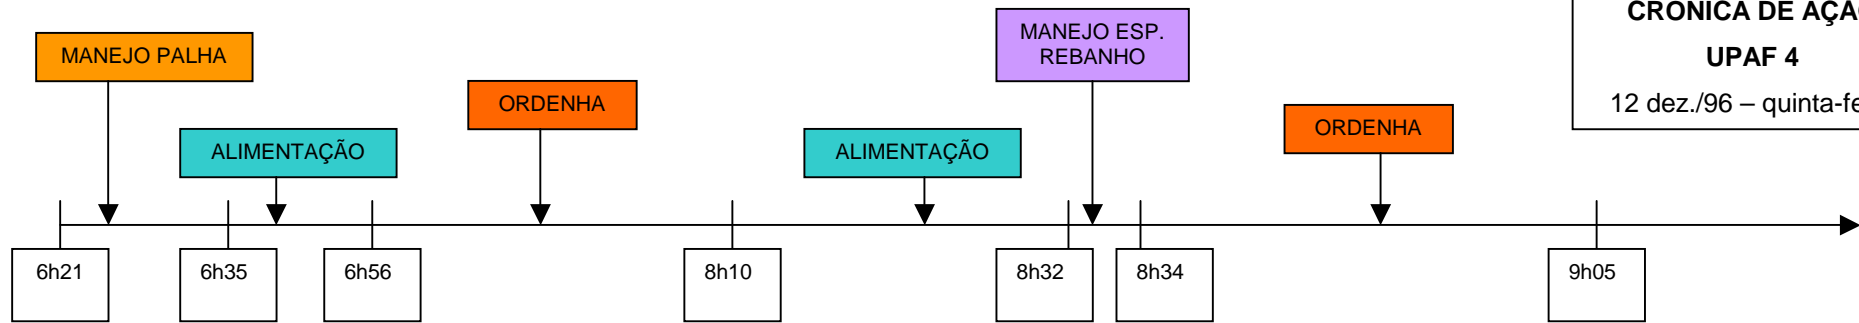 CRÔNICA DE AÇÃO
UPAF 4
12 dez./96 – quinta-fe
MANEJO PALHA
ALIMENTAÇÃO
ORDENHA
ALIMENTAÇÃO
MANEJO ESP.
REBANHO
ORDENHA
6h21
6h35
6h56
8h10
8h32
8h34
9h05